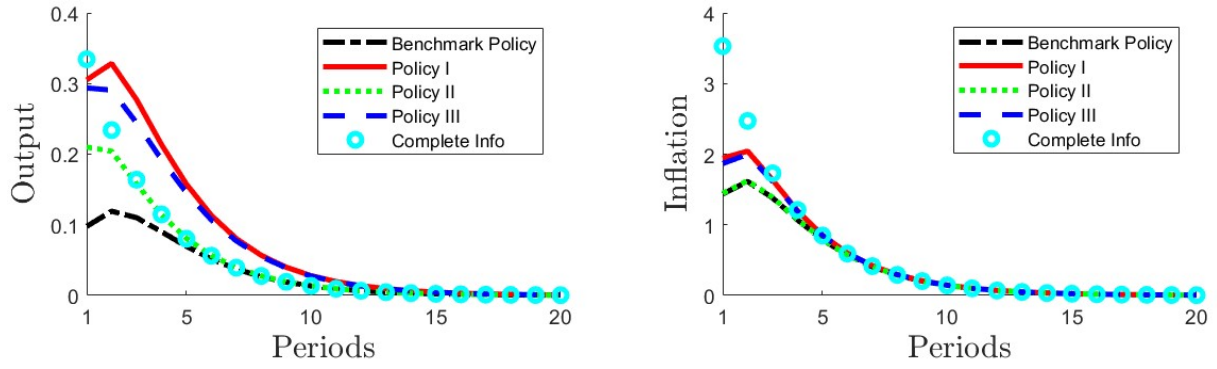 Output
0.4
0.3
0.2
0.1
0
1
5
10
15
20
Periods
Benchmark Policy
Policy I
Policy II
Policy III
Complete Info
Inflation
4
3
2
1
0
1
5
10
15
20
Periods
Benchmark Policy
Policy I
Policy II
Policy III
Complete Info